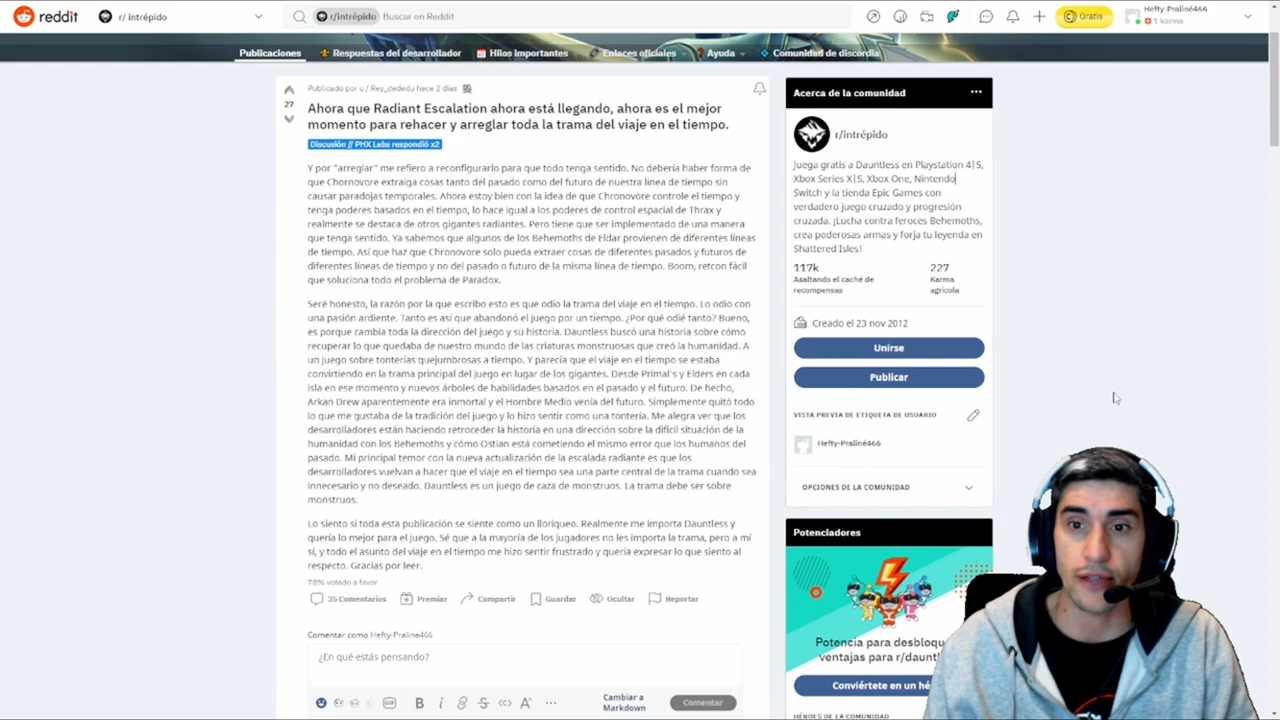 reddit
r/ intrépido
r/intrépido
Buscar en Reddit
Gratis
Hefty-Praliné466
1 karma
Publicaciones
Respuestas del desarrollador
Hilos importantes
Enlaces oficiales
Ayuda
Comunidad de discordia
Publicado por u / Rey_dededu hace 2 días
27
Ahora que Radiant Escalation ahora está llegando, ahora es el mejor
momento para rehacer y arreglar toda la trama del viaje en el tiempo.
Discusión // PHX Labs respondió x2
Y por "arreglar" me refiero a reconfigurarlo para que todo tenga sentido. No debería haber forma de
que Chornovore extraiga cosas tanto del pasado como del futuro de nuestra línea de tiempo sin
causar paradojas temporales. Ahora estoy bien con la idea de que Chronovore controle el tiempo y
tenga poderes basados en el tiempo, lo hace igual a los poderes de control espacial de Thrax y
realmente se destaca de otros gigantes radiantes. Pero tiene que ser implementado de una manera
que tenga sentido. Ya sabemos que algunos de los Behemoths de Eldar provienen de diferentes líneas
de tiempo. Así que haz que Chronovore solo pueda extraer cosas de diferentes pasados y futuros de
diferentes líneas de tiempo y no del pasado o futuro de la misma línea de tiempo. Boom, retcon fácil
que soluciona todo el problema de Paradox.
Seré honesto, la razón por la que escribo esto es que odio la trama del viaje en el tiempo. Lo odio con
una pasión ardiente. Tanto es así que abandonó el juego por un tiempo. ¿Por qué odié tanto? Bueno,
es porque cambia toda la dirección del juego y su historia. Dauntless buscó una historia sobre cómo
recuperar lo que quedaba de nuestro mundo de las criaturas monstruosas que creó la humanidad. A
un juego sobre tonterías quejumbrosas a tiempo. Y parecía que el viaje en el tiempo se estaba
convirtiendo en la trama principal del juego en lugar de los gigantes. Desde Primal's y Elders en cada
isla en ese momento y nuevos árboles de habilidades basados en el pasado y el futuro. De hecho,
Arkan Drew aparentemente era inmortal y el Hombre Medio venía del futuro. Simplemente quitó todo
lo que me gustaba de la tradición del juego y lo hizo sentir como una tontería. Me alegra ver que los
desarrolladores están haciendo retroceder la historia en una dirección sobre la difícil situación de la
humanidad con los Behemoths y cómo Ostian está cometiendo el mismo error que los humanos del
pasado. Mi principal temor con la nueva actualización de la escalada radiante es que los
desarrolladores vuelvan a hacer que el viaje en el tiempo sea una parte central de la trama cuando sea
innecesario y no deseado. Dauntless es un juego de caza de monstruos. La trama debe ser sobre
monstruos.
Lo siento si toda esta publicación se siente como un lloriqueo. Realmente me importa Dauntless y
quería lo mejor para el juego. Sé que a la mayoría de los jugadores no les importa la trama, pero a mí
sí, y todo el asunto del viaje en el tiempo me hizo sentir frustrado y quería expresar lo que siento al
respecto. Gracias por leer.
78% votado a favor
35 Comentarios
Premiar
Compartir
Guardar
Ocultar
Reportar
Comentar como Hefty-Praline466
¿En qué estás pensando?
GIF
B
i
Cambiar a
Markdown
Comentar
Acerca de la comunidad
r/intrépido
Juega gratis a Dauntless en Playstation 4|5,
Xbox Series X|S, Xbox One, Nintendo
Switch y la tienda Epic Games con
verdadero juego cruzado y progresión
cruzada. ¡Lucha contra feroces Behemoths,
crea poderosas armas y forja tu leyenda en
Shattered Isles!
117k
Asaltando el caché de
recompensas
227
Karma
agrícola
Creado el 23 nov 2012
Unirse
Publicar
VISTA PREVIA DE ETIQUETA DE USUARIO
Hefty-Praliné466
OPCIONES DE LA COMUNIDAD
Potenciadores
Potencia para desbloqu
ventajas para r/daunt
Conviértete en un hé
HÉROES DE LA COMUNIDAD